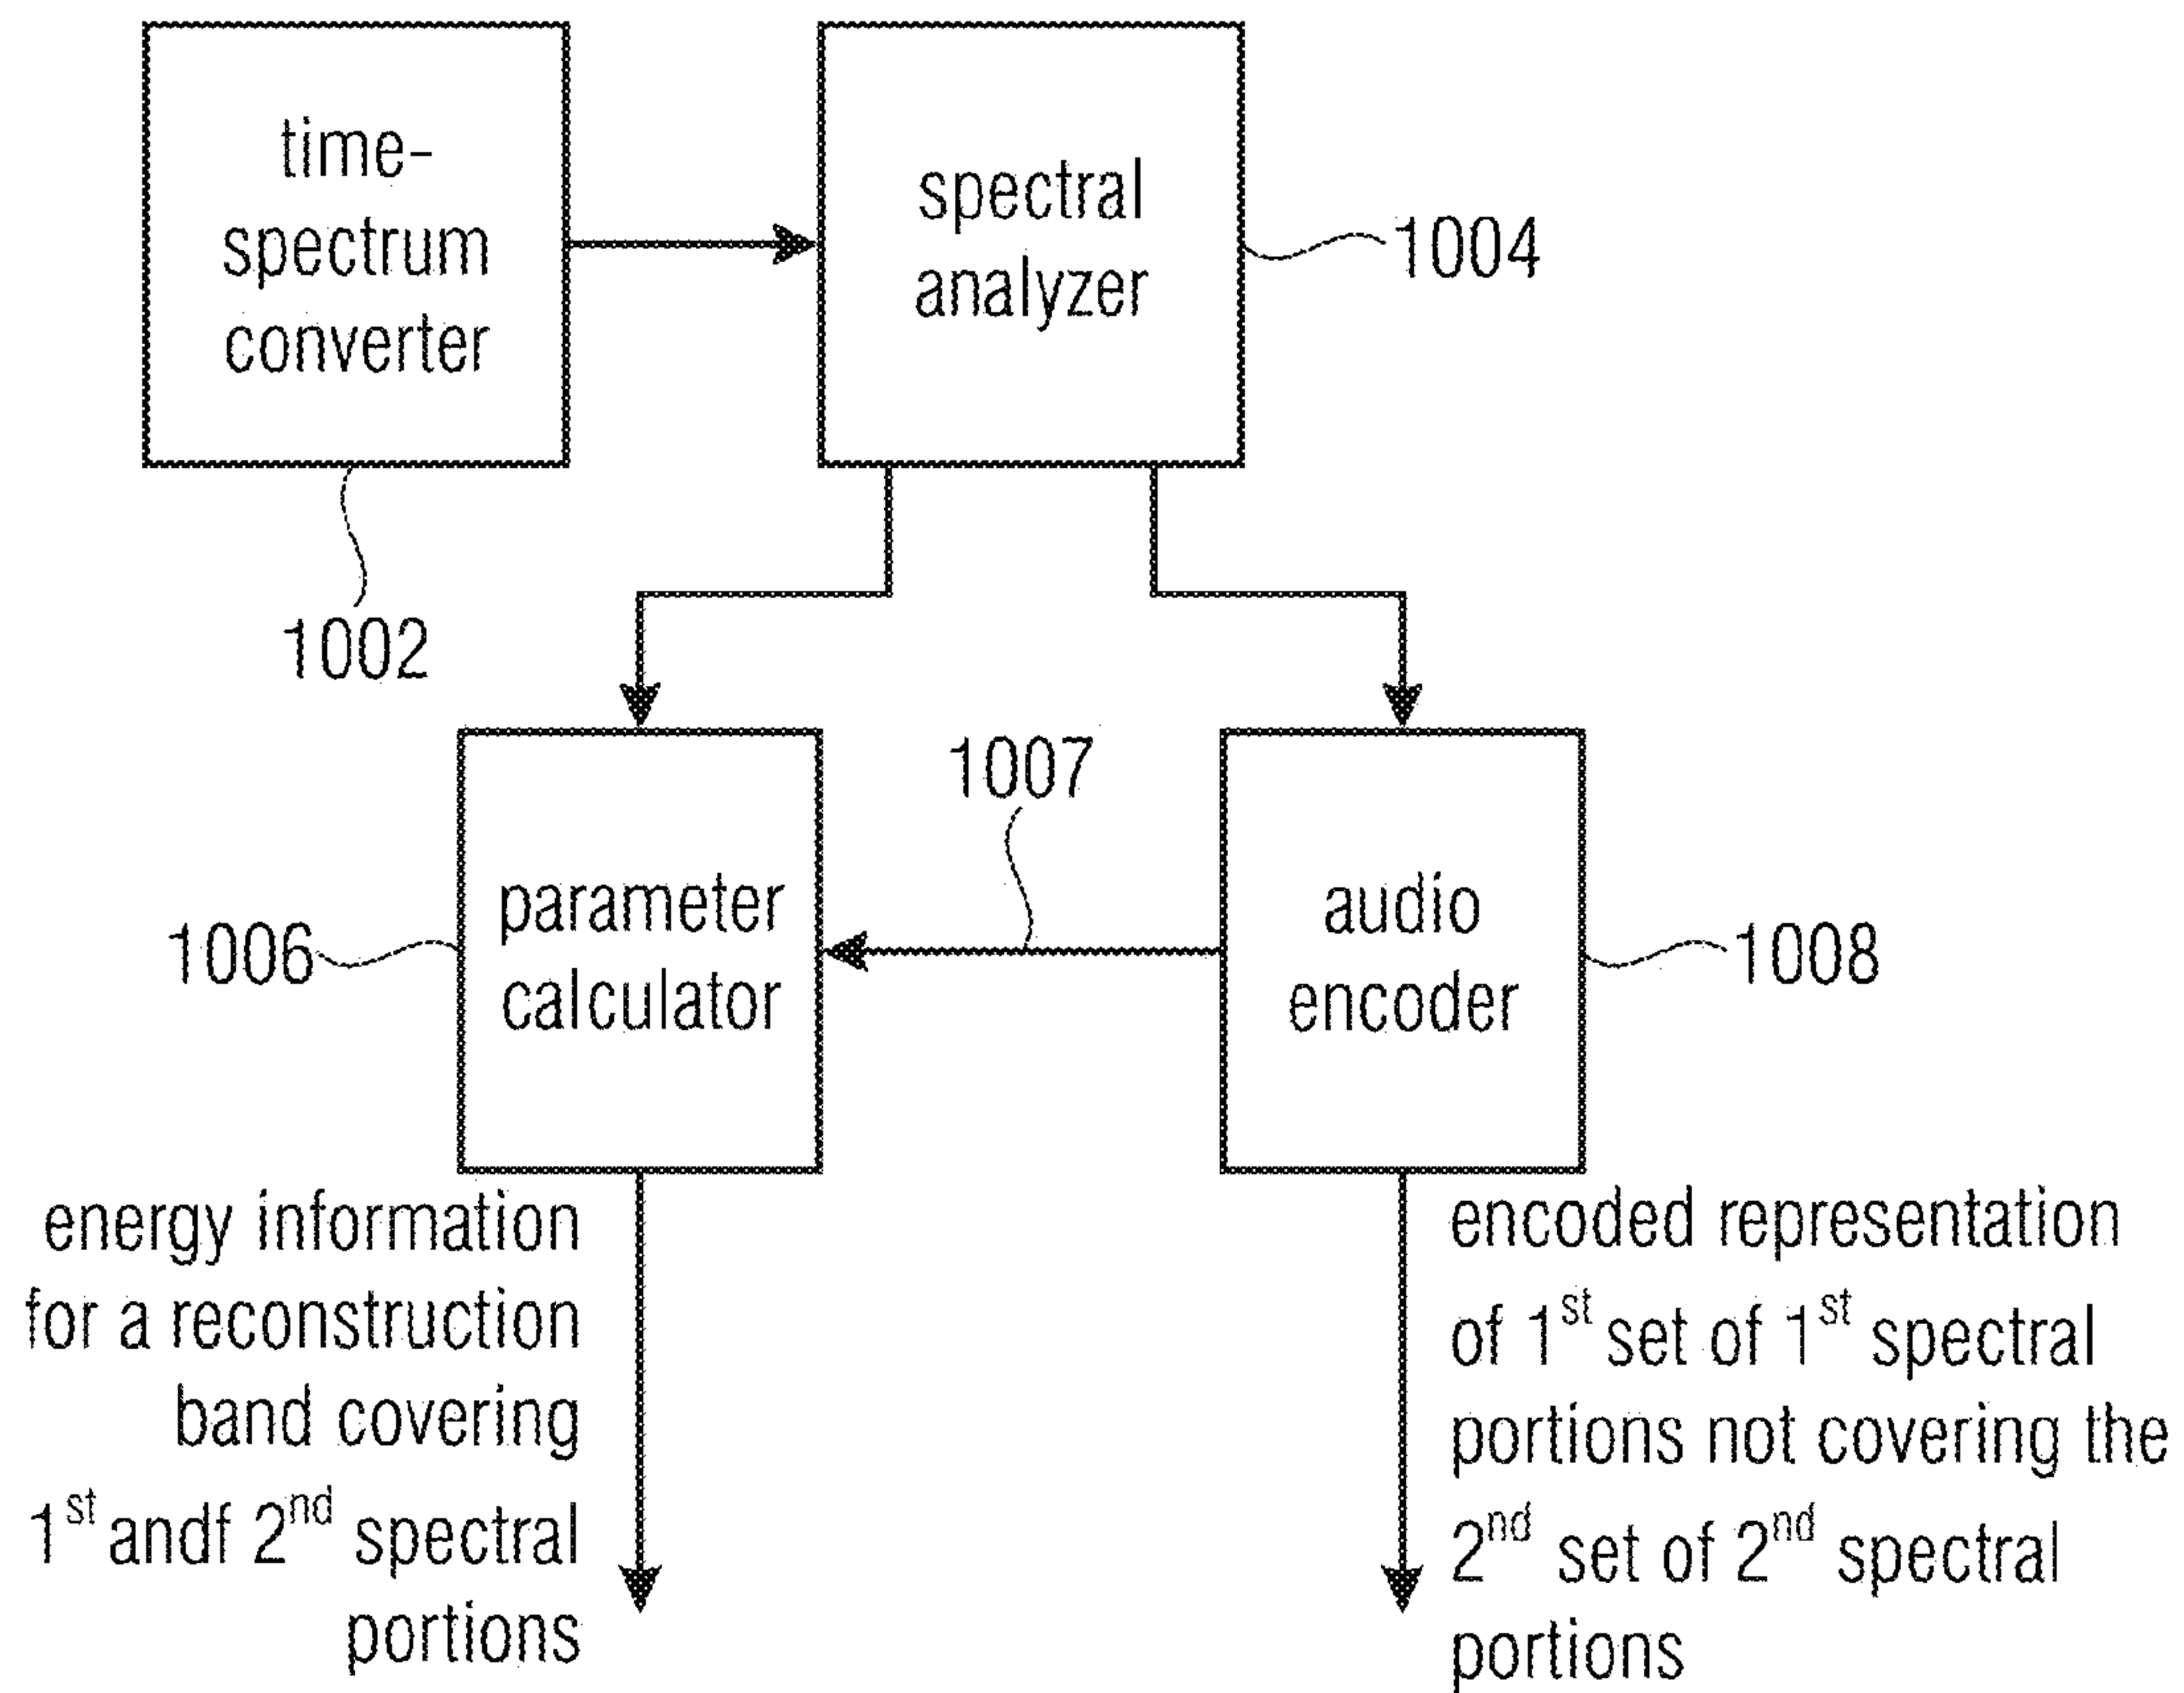 time-
spectrum
converter
spectral
analyzer
1004
1002
1007
parameter
calculator
1006
audio
encoder
1008
energy information
for a reconstruction
band covering
1st andf 2nd spectral
portions
encoded representation
of 1st set of 1st spectral
portions not covering the
2nd set of 2nd spectral
portions